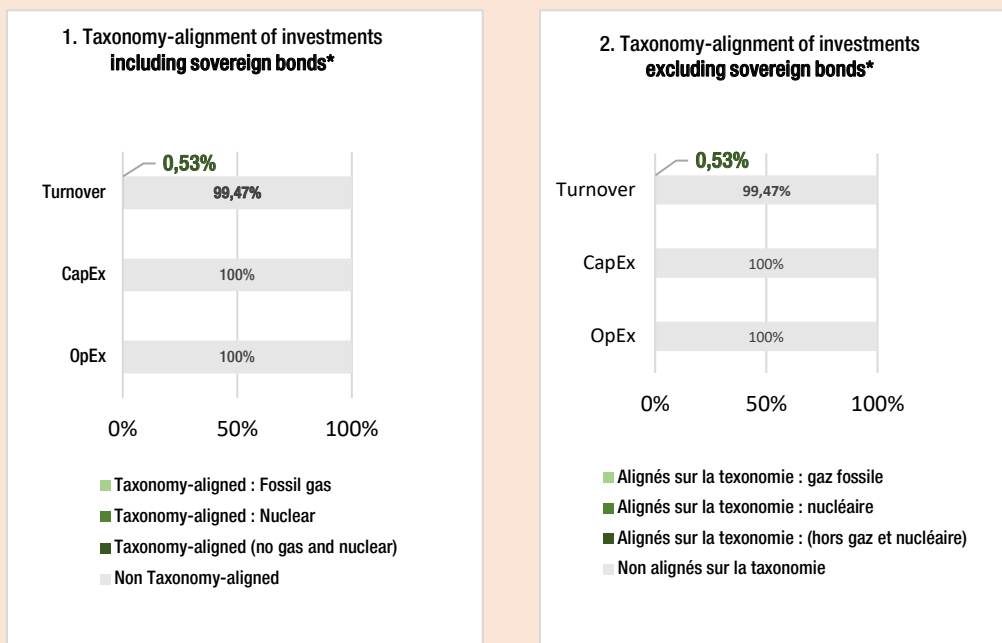 1. Taxonomy-alignment of investments
including sovereign bonds*
0,53%
Turnover
99,47%
CapEx
100%
OpEx
100%
0%
50%
100%
Taxonomy-aligned : Fossil gas
Taxonomy-aligned : Nuclear
Taxonomy-aligned (no gas and nuclear)
Non Taxonomy-aligned
2. Taxonomy-alignment of investments
excluding sovereign bonds*
0,53%
Turnover
99,47%
CapEx
100%
OpEx
100%
0%
50%
100%
Alignés sur la texonomie : gaz fossile
Alignés sur la texonomie : nucléaire
Alignés sur la texonomie : (hors gaz et nucléaire)
Non alignés sur la taxonomie